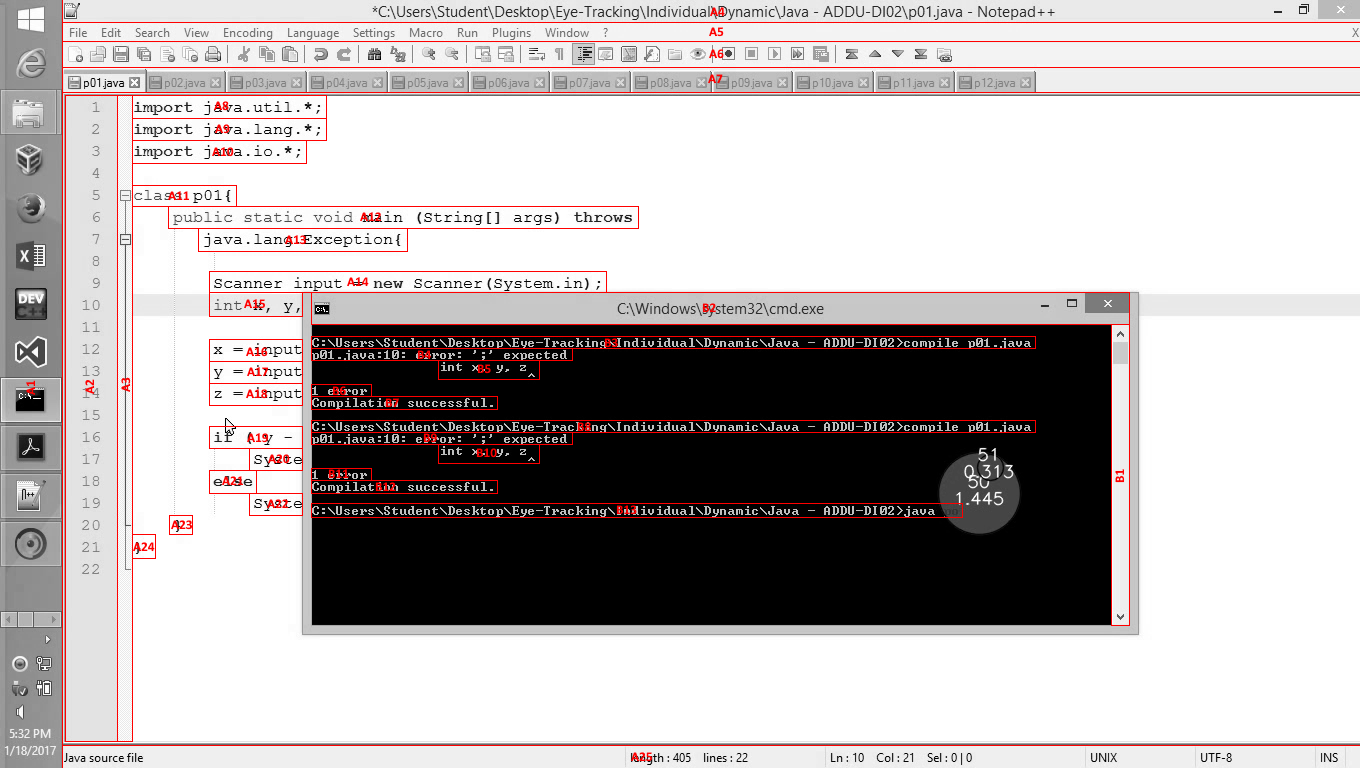 *C:\Users\Student\Desktop\Eye-Tracking\Individual\Dynamic\Java - ADDU-DI02\p01.java - Notepad++
A4
File Edit Search View Encoding Language Settings Macro Run Plugins Window ? X
A5
A6
p01.java p02.java p03.java p04.java p05.java p06.java p07.java p08.java p09.java p10.java p11.java p12.java
A7
1 import java.util.*;
A8
2 import java.lang.*;
A9
3 import java.io.*;
A10
4
5 class p01{
A11
6 public static void main (String[] args) throws
A12
7 java.lang.Exception{
A13
8
9 Scanner input = new Scanner(System.in);
A14
10 int x, y,
A15
11
12 x = input
A16
13 y = input
A17
14 z = input
A18
15
16 if ( y -
A19
17 Syste
A20
18 else
A21
19 Syste
A22
20 }
A23
21 }
A24
22
A1
A2
A3
C:\Windows\system32\cmd.exe
B2
C:\Users\Student\Desktop\Eye-Tracking\Individual\Dynamic\Java - ADDU-DI02>compile p01.java
B3
p01.java:10: error: ';' expected
B4
int x, y, z
^
B5
1 error
B6
Compilation successful.
B7
C:\Users\Student\Desktop\Eye-Tracking\Individual\Dynamic\Java - ADDU-DI02>compile p01.java
B8
p01.java:10: error: ';' expected
B9
int x, y, z
^
B10
1 error
B11
Compilation successful.
B12
C:\Users\Student\Desktop\Eye-Tracking\Individual\Dynamic\Java - ADDU-DI02>java
B13
51
0.313
50
1.445
B1
5:32 PM
1/18/2017
Java source file length : 405 lines : 22 Ln : 10 Col : 21 Sel : 0 | 0 UNIX UTF-8 INS
A25